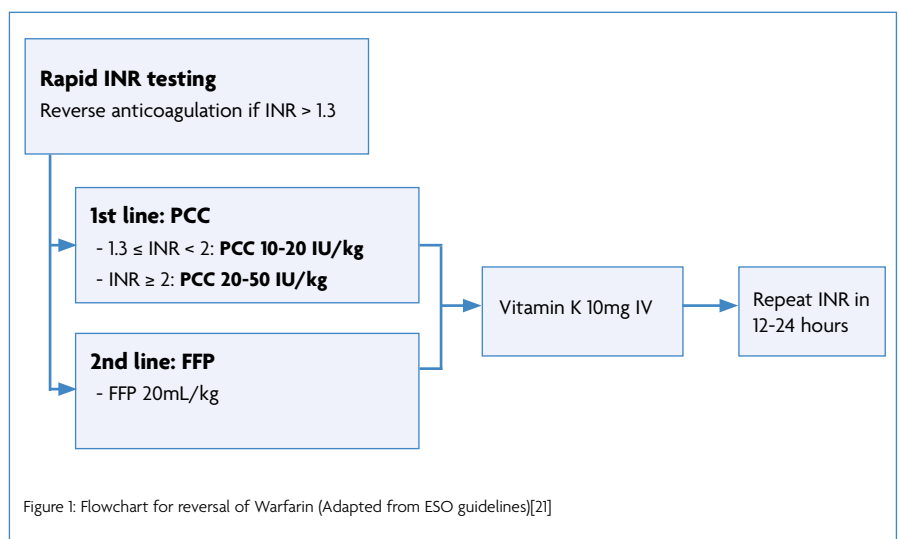 Rapid INR testing
Reverse anticoagulation if INR > 1.3
1st line: PCC
- 1.3 ≤ INR < 2: PCC 10-20 IU/kg
- INR ≥ 2: PCC 20-50 IU/kg
2nd line: FFP
- FFP 20mL/kg
Vitamin K 10mg IV
Repeat INR in
12-24 hours
Figure 1: Flowchart for reversal of Warfarin (Adapted from ESO guidelines)[21]